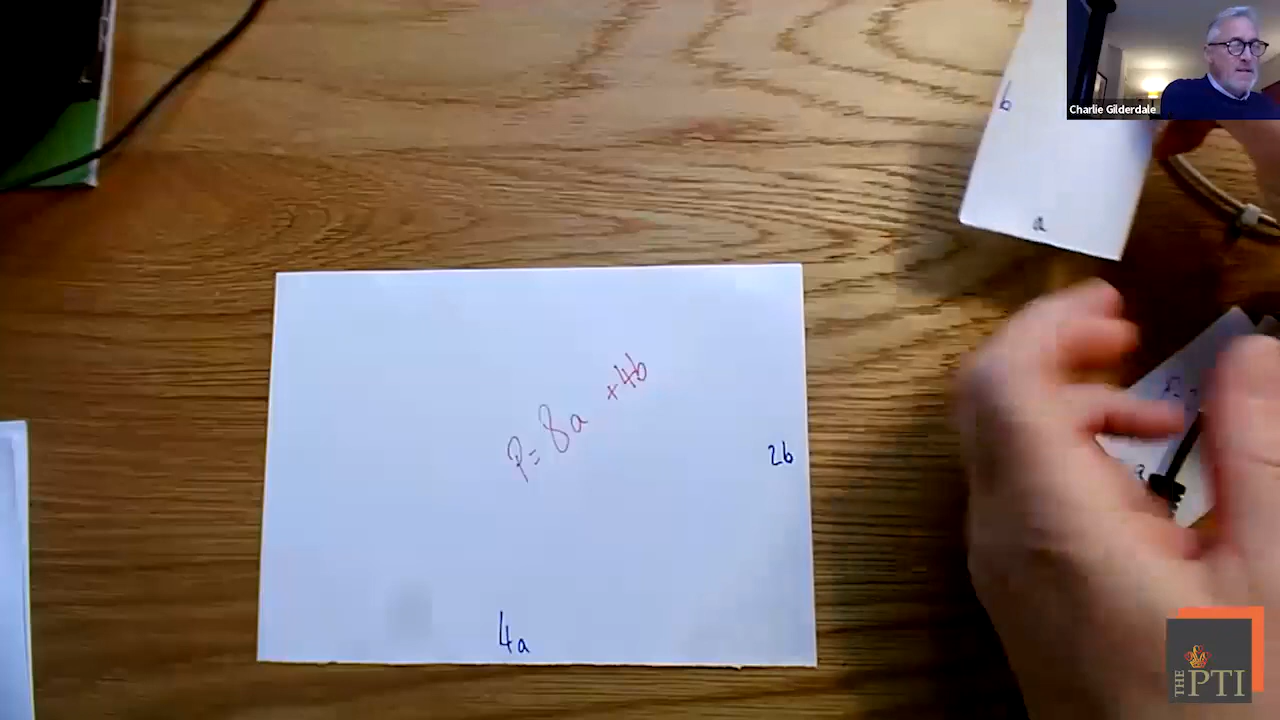 Charlie Gilderdale
b
a
P= 8a +4b
2b
4a
THE PTI